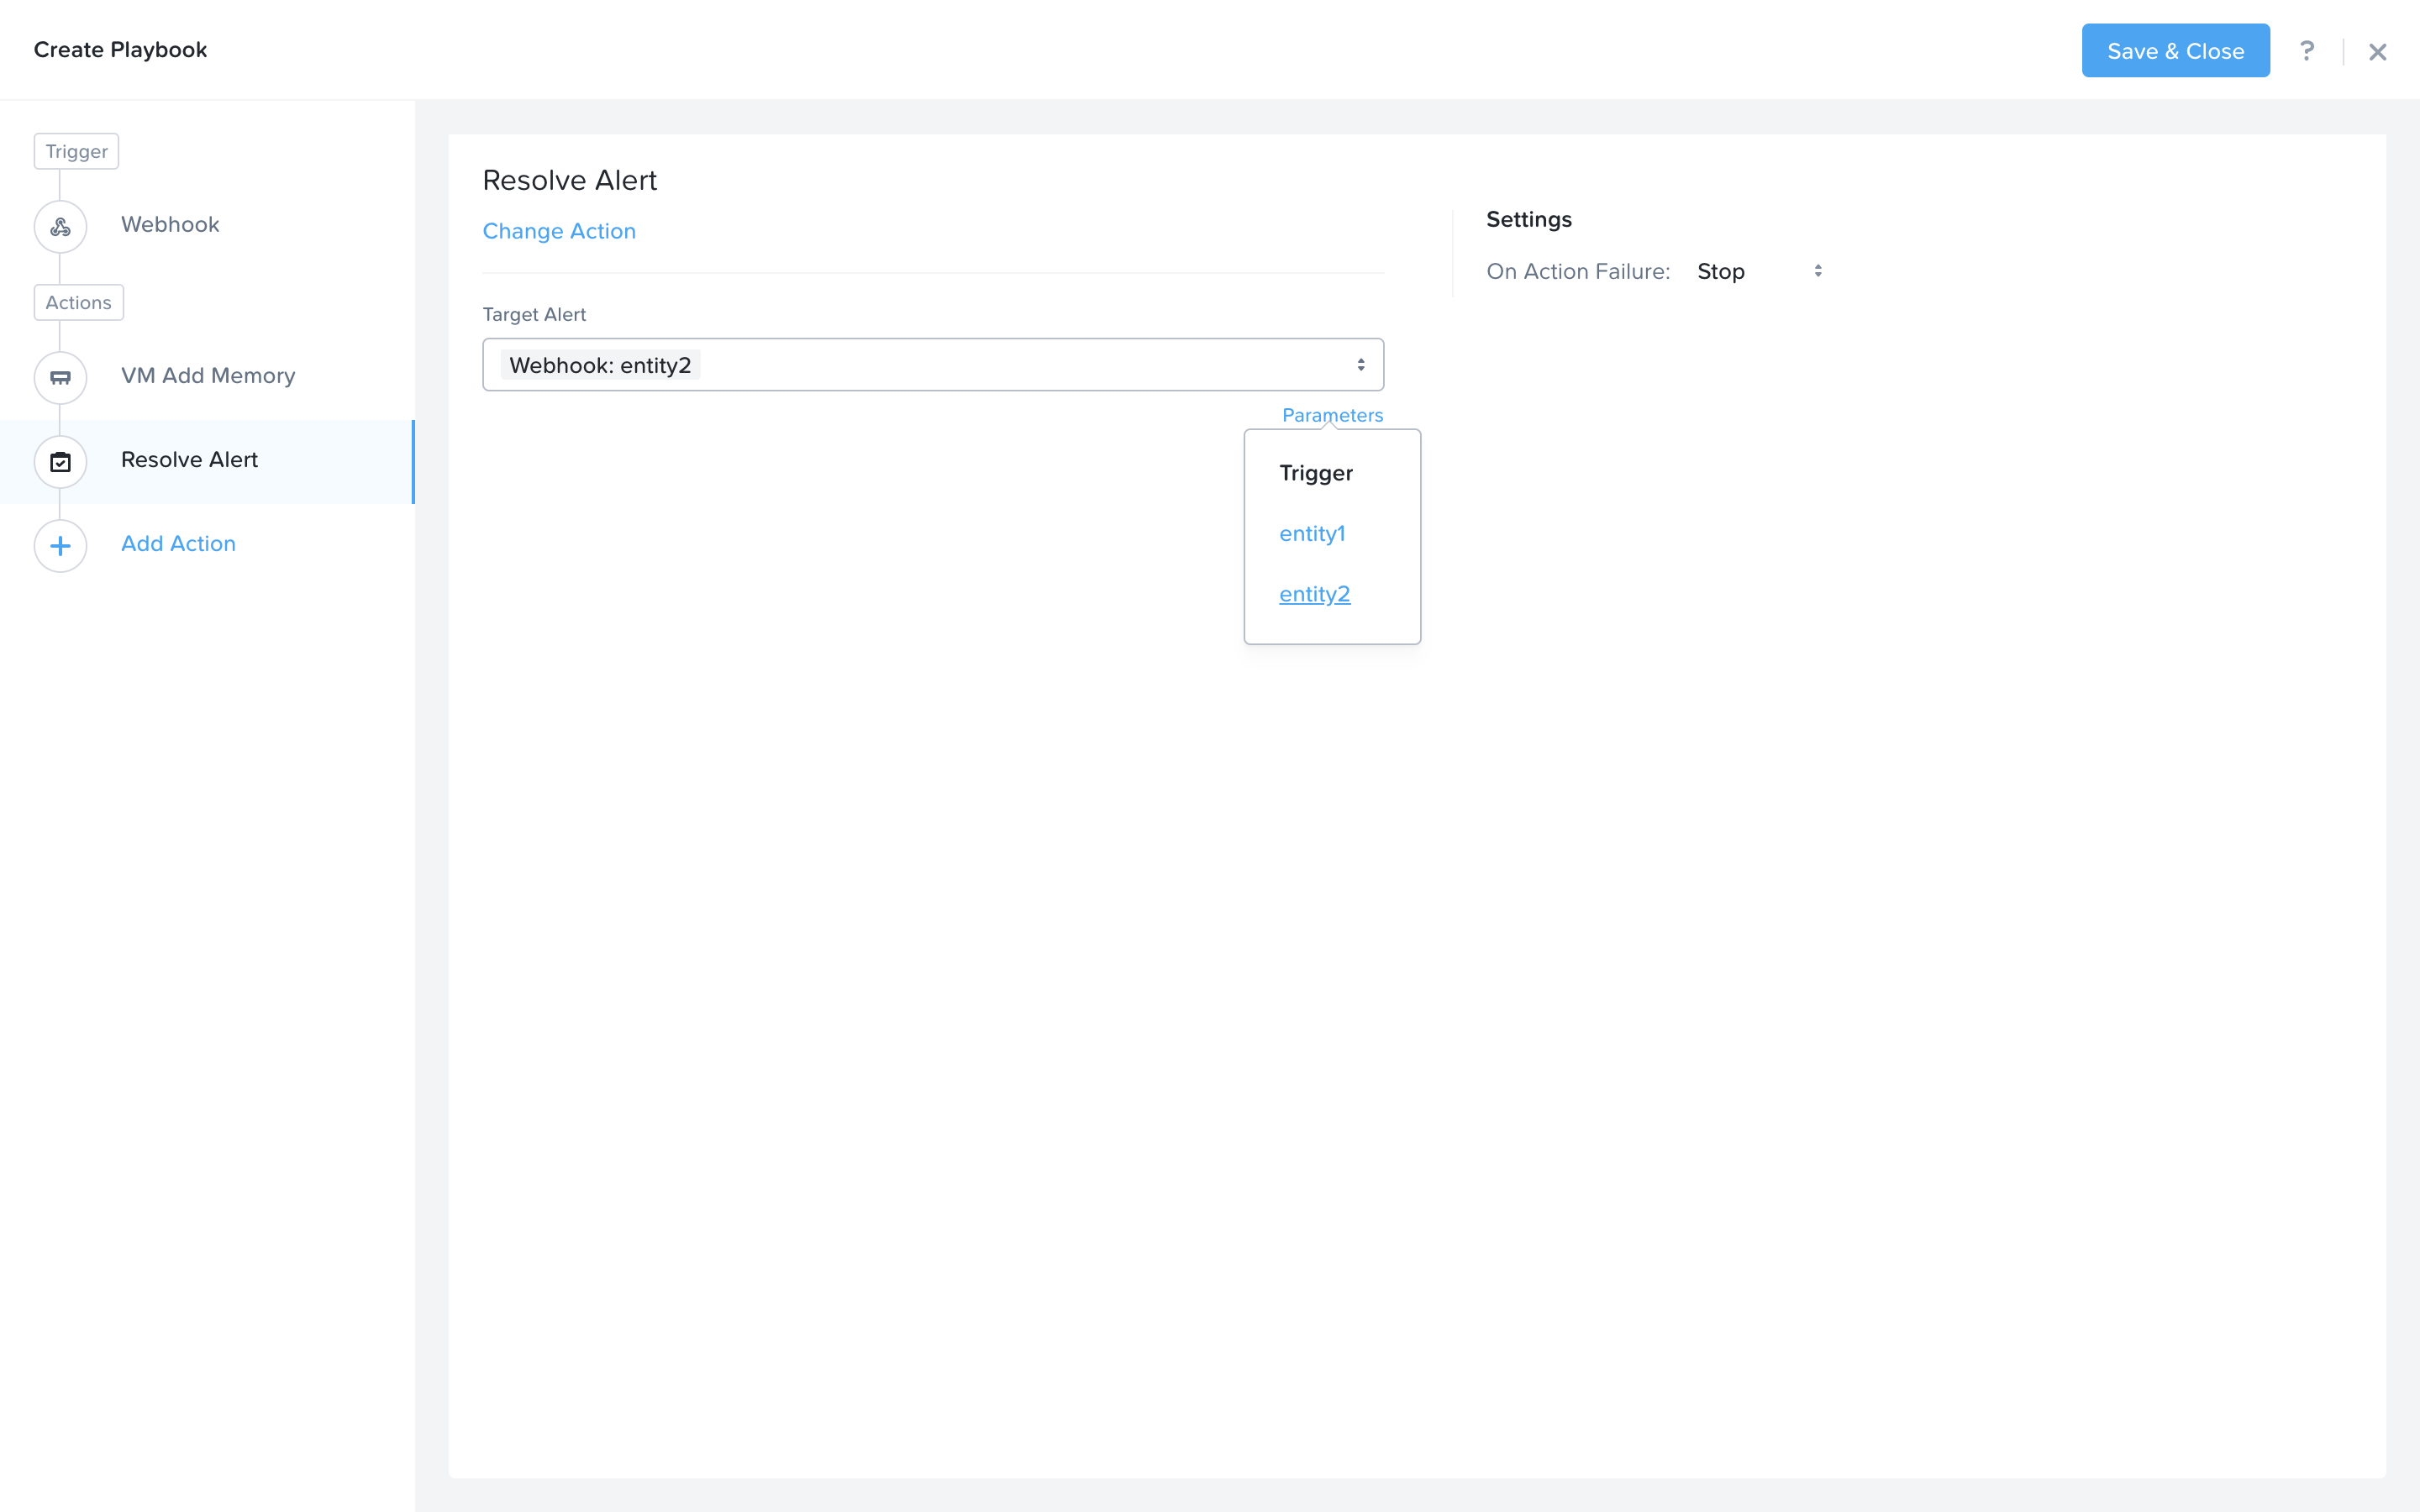 Create Playbook
Save & Close
?
Trigger
Webhook
Actions
VM Add Memory
Resolve Alert
Add Action
Resolve Alert
Change Action
Target Alert
Webhook: entity2
Parameters
Trigger
entity1
entity2
Settings
On Action Failure: Stop